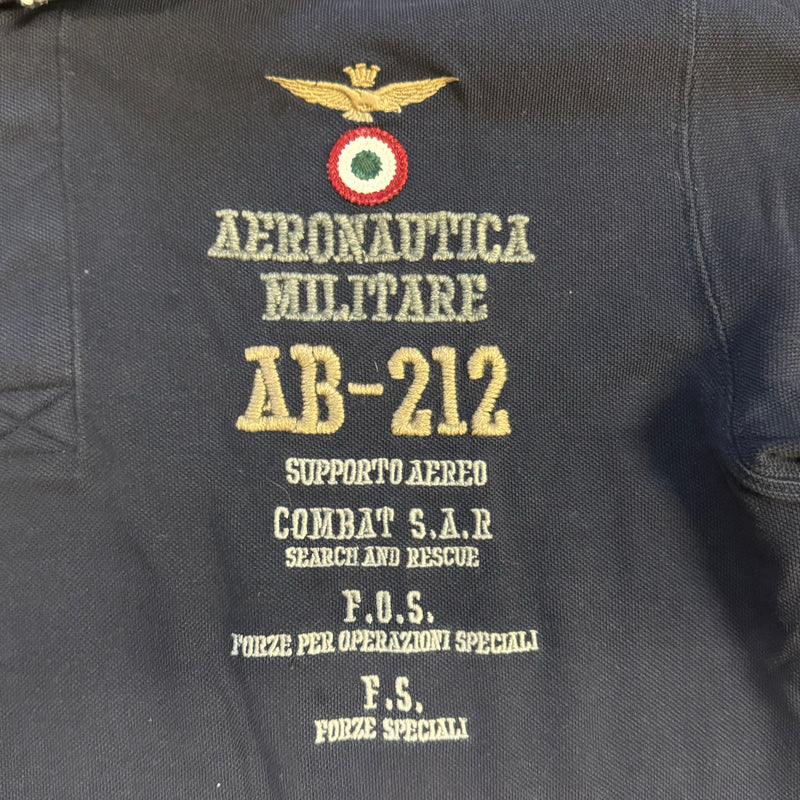 AERONAUTICA
MILITARE
AB-212
SUPPORTO AEREO
COMBAT S.A.R
SEARCH AND RESCUE
F.O.S.
FORZE PER OPERAZIONI SPECIALI
F.S.
FORZE SPECIALI